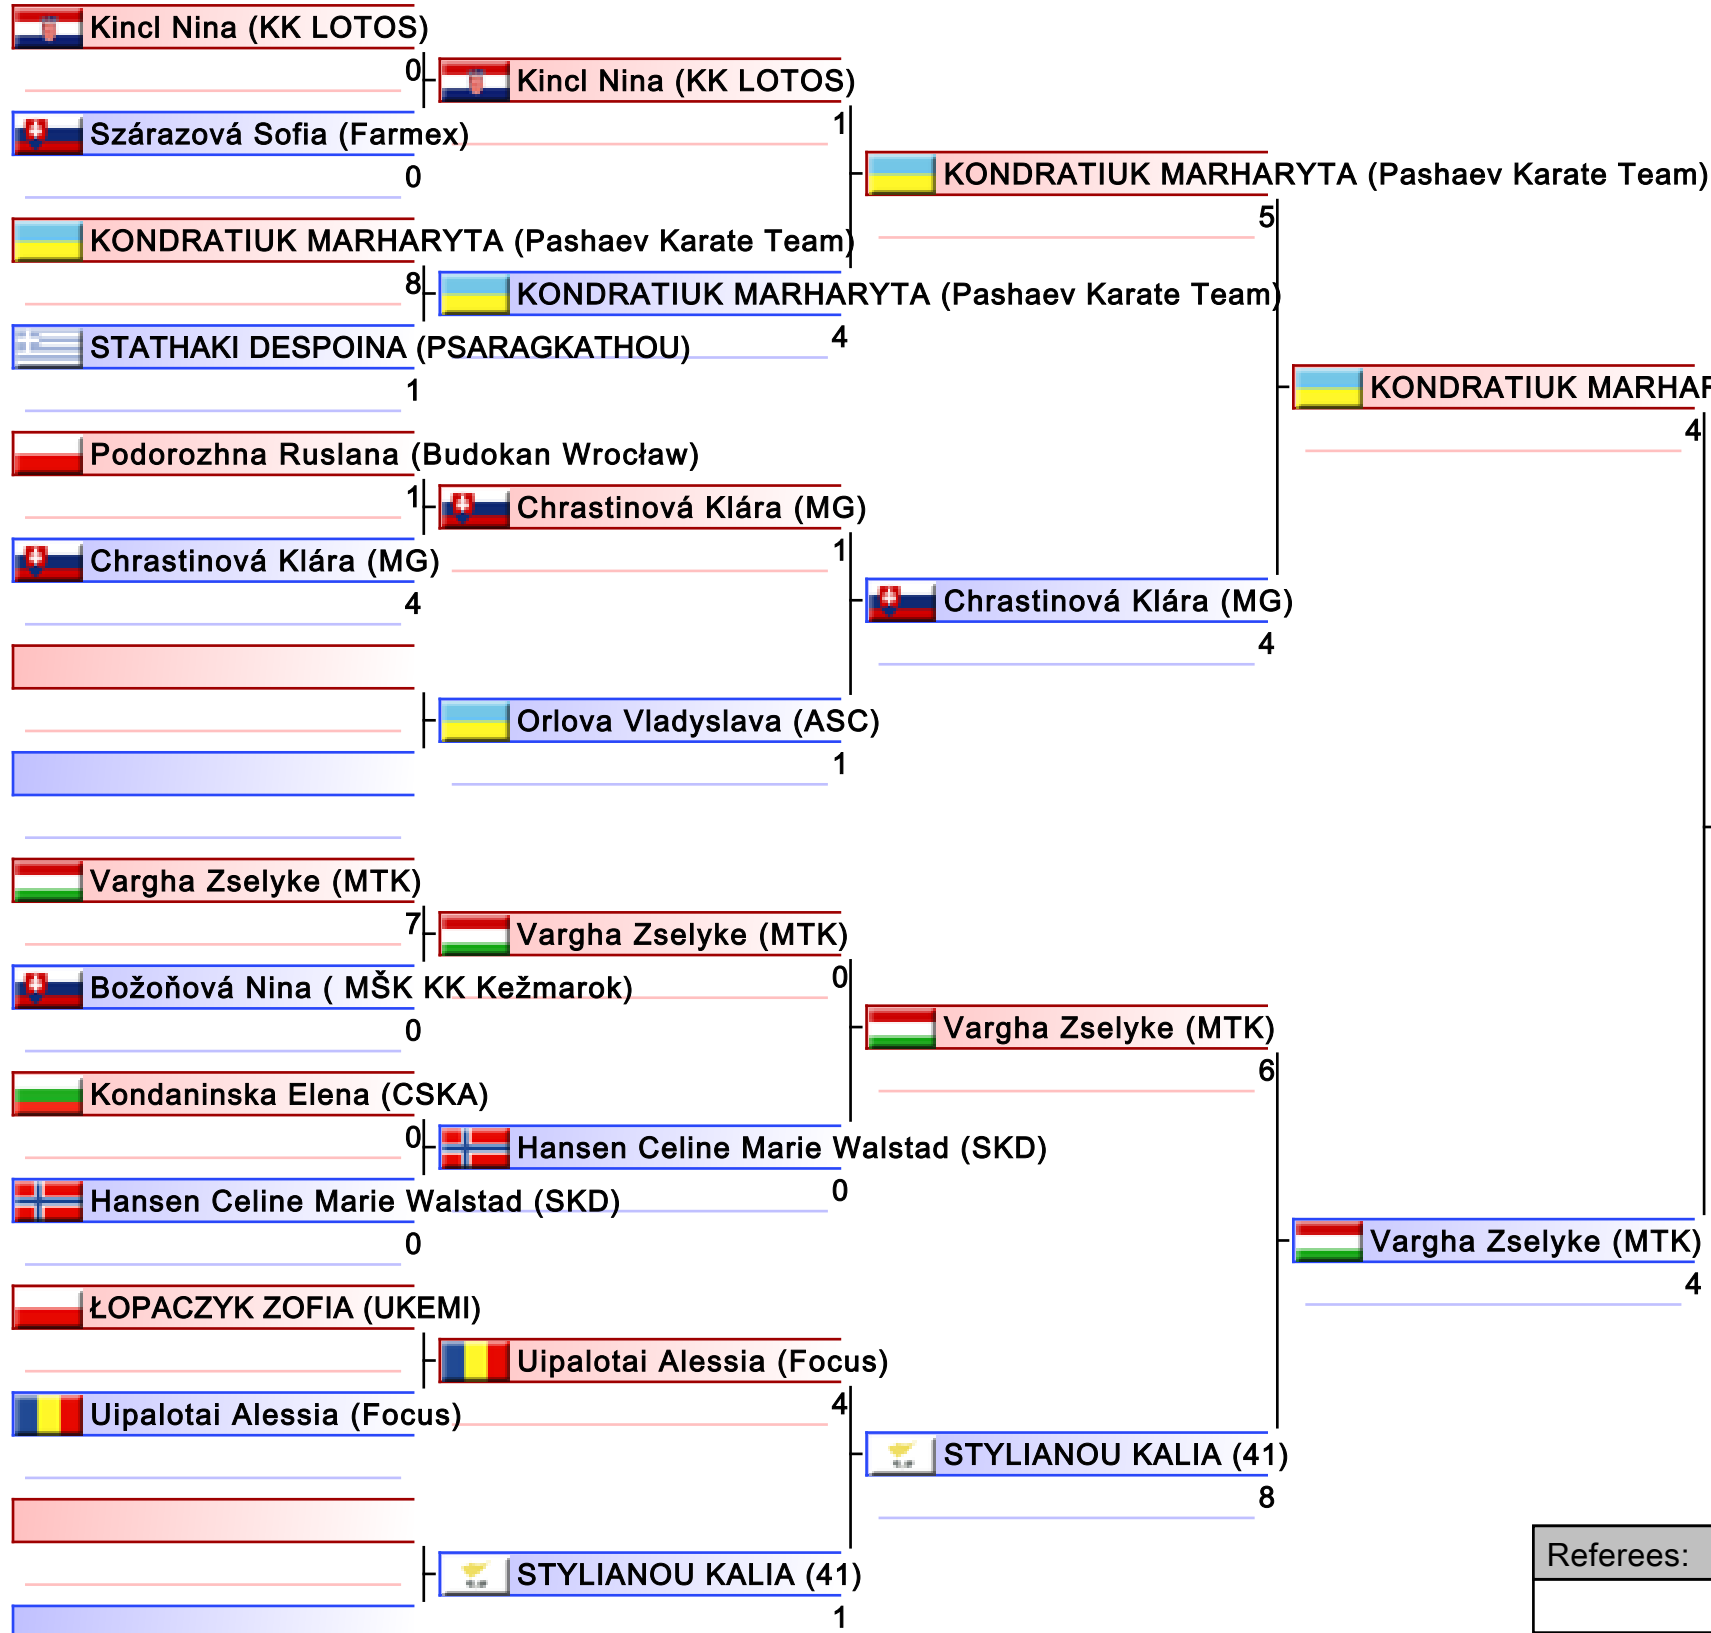 Kincl Nina (KK LOTOS)
0
Kincl Nina (KK LOTOS)
1
Szárazová Sofia (Farmex)
0
KONDRATIUK MARHARYTA (Pashaev Karate Team)
5
KONDRATIUK MARHARYTA (Pashaev Karate Team)
8
KONDRATIUK MARHARYTA (Pashaev Karate Team)
4
STATHAKI DESPOINA (PSARAGKATHOU)
1
KONDRATIUK MARHAR
4
Podorozhna Ruslana (Budokan Wrocław)
1
Chrastinová Klára (MG)
1
Chrastinová Klára (MG)
4
Chrastinová Klára (MG)
4
Orlova Vladyslava (ASC)
1
Vargha Zselyke (MTK)
7
Vargha Zselyke (MTK)
0
Božoňová Nina ( MŠK KK Kežmarok)
0
Vargha Zselyke (MTK)
6
Kondaninska Elena (CSKA)
0
Hansen Celine Marie Walstad (SKD)
0
Hansen Celine Marie Walstad (SKD)
0
Vargha Zselyke (MTK)
4
ŁOPACZYK ZOFIA (UKEMI)
Uipalotai Alessia (Focus)
4
Uipalotai Alessia (Focus)
STYLIANOU KALIA (41)
8
STYLIANOU KALIA (41)
1
Referees: